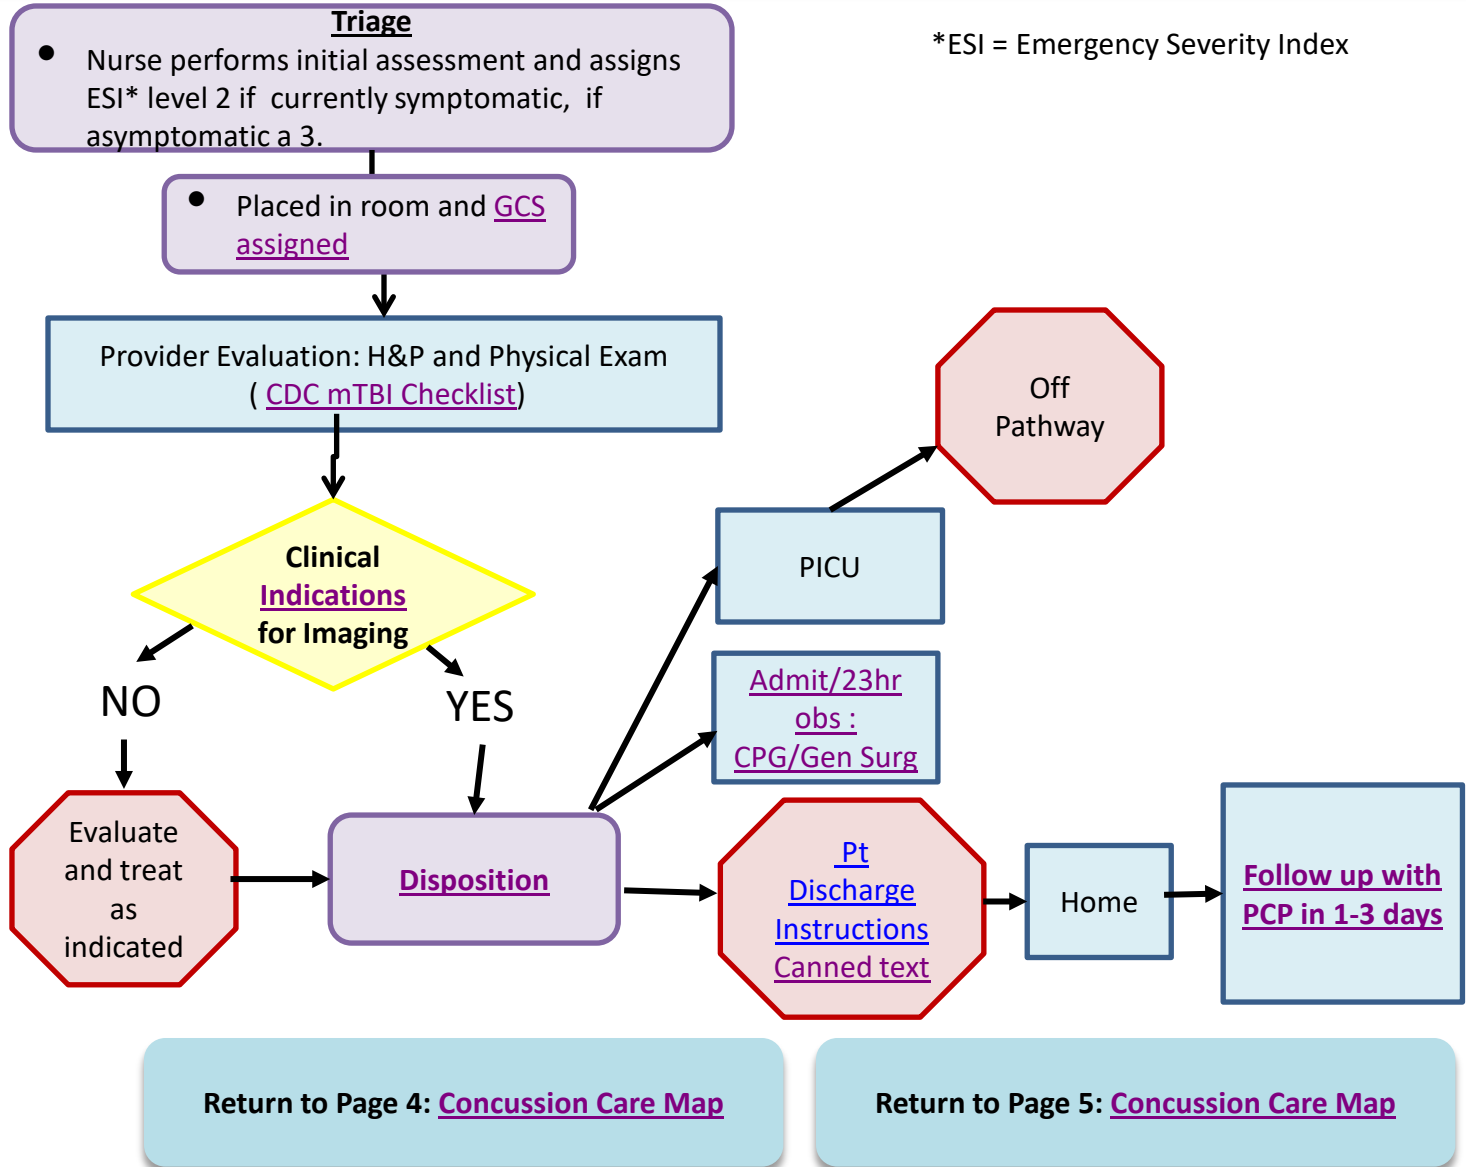 Triage
• Nurse performs initial assessment and assigns
ESI* level 2 if currently symptomatic, if
asymptomatic a 3.
*ESI = Emergency Severity Index
• Placed in room and GCS
assigned
Provider Evaluation: H&P and Physical Exam
( CDC mTBI Checklist)
Clinical
Indications
for Imaging
NO
YES
Off
Pathway
PICU
Admit/23hr
obs :
CPG/Gen Surg
Evaluate
and treat
as
indicated
Disposition
Pt
Discharge
Instructions
Canned text
Home
Follow up with
PCP in 1-3 days
Return to Page 4: Concussion Care Map
Return to Page 5: Concussion Care Map